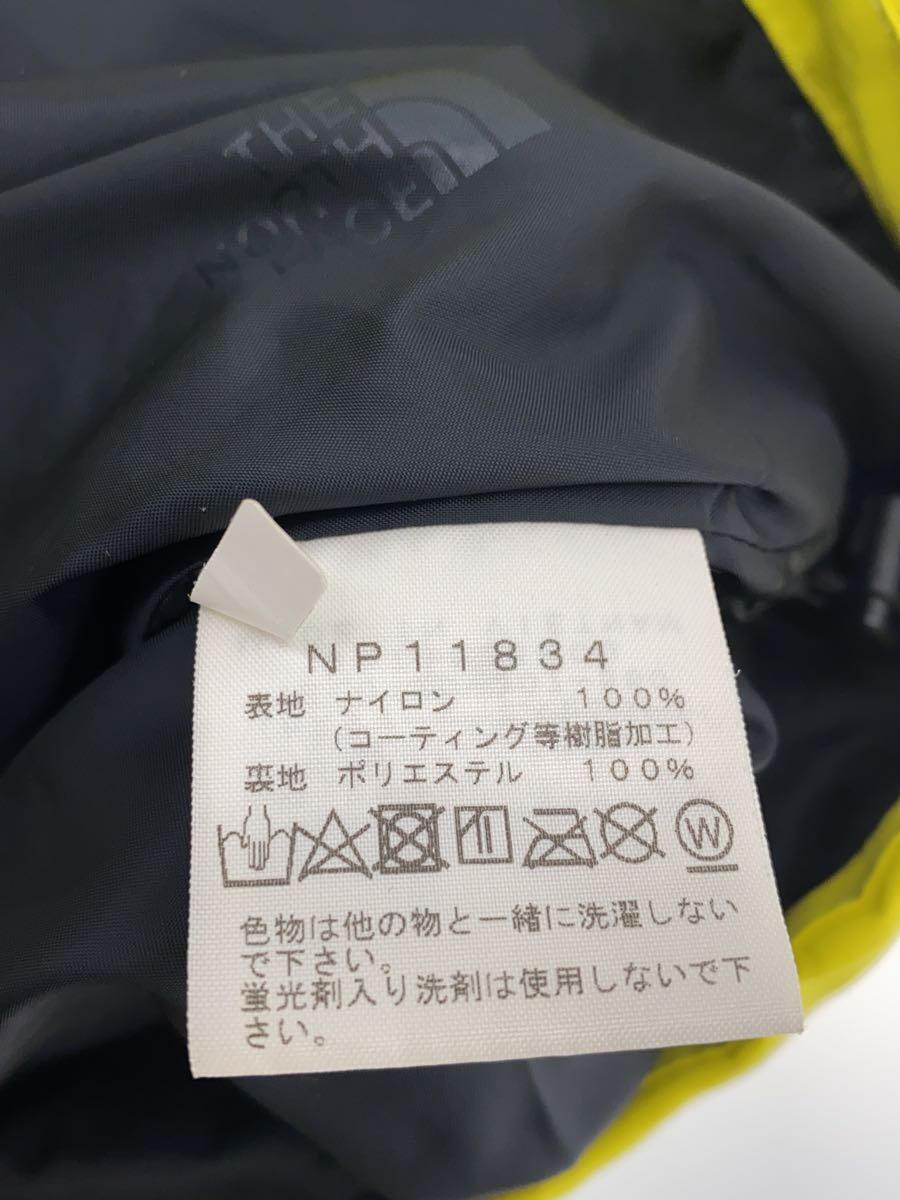 THE
NORTH
FACE
NP11834
表地 ナイロン 100%
(コーティング等樹脂加工)
裏地 ポリエステル 100%
W
色物は他の物と一緒に洗濯しない
で下さい。
蛍光剤入り洗剤は使用しないで下
さい。